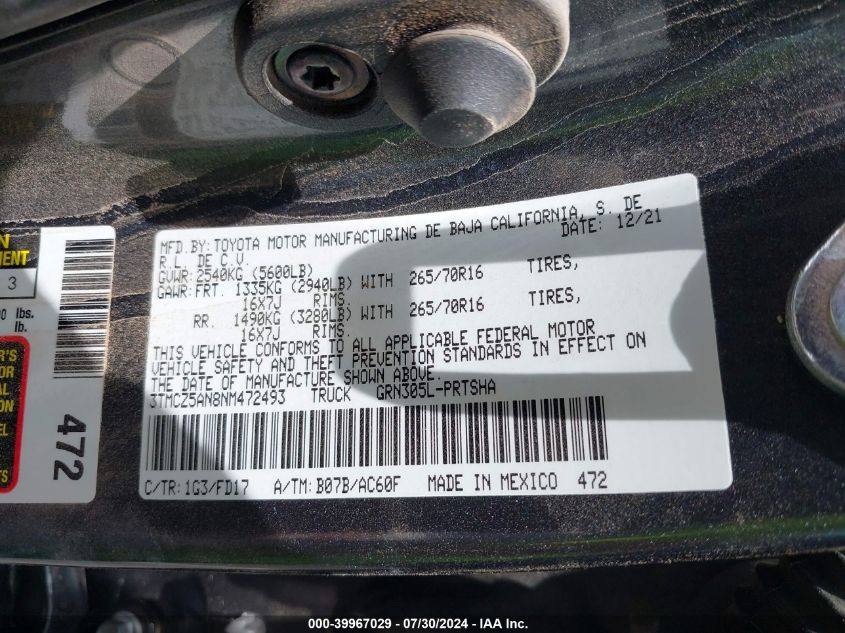 MFD.BY: TOYOTA MOTOR MANUFACTURING DE BAJA CALIFORNIA, S. DE
R.L. DE C.V. DATE: 12/21
GVWR: 2540KG (5600LB)
GAWR: FRT. 1335KG (2940LB) WITH 265/70R16 TIRES,
16X7J RIMS.
RR. 1490KG (3280LB) WITH 265/70R16 TIRES,
16X7J RIMS.
THIS VEHICLE CONFORMS TO ALL APPLICABLE FEDERAL MOTOR
VEHICLE SAFETY AND THEFT PREVENTION STANDARDS IN EFFECT ON
THE DATE OF MANUFACTURE SHOWN ABOVE.
3TMCZ5AN8NM472493 TRUCK GRN305L-PRTSHA
C/TR: 1G3/FD17 A/TM: B07B/AC60F MADE IN MEXICO 472
3
lbs.
lb.
472
000-39967029 / 07/30/2024 - IAA Inc.